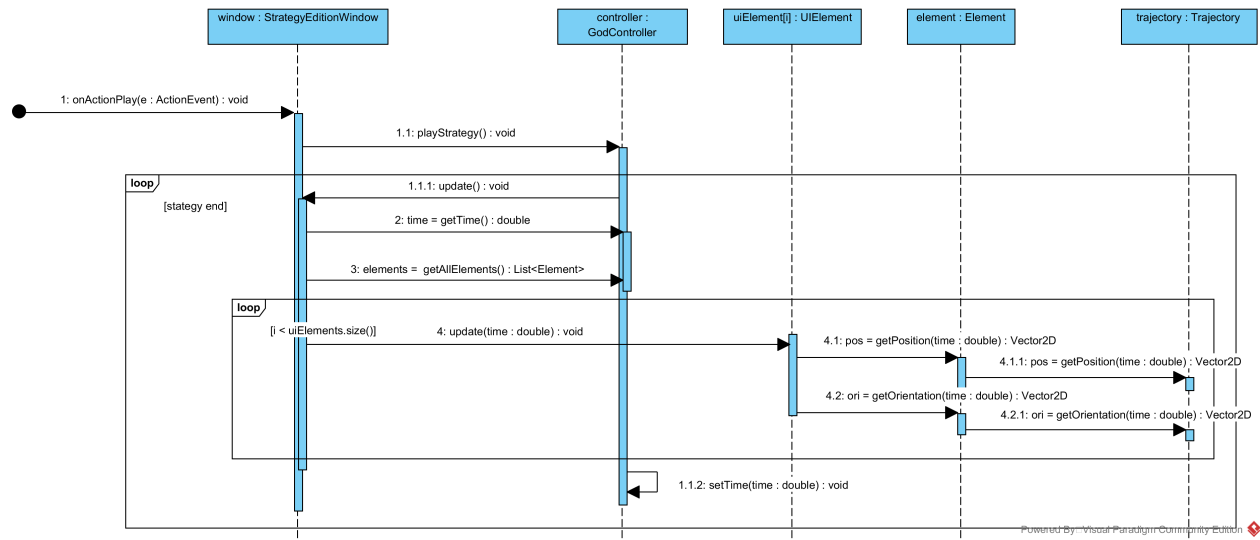 window : StrategyEditionWindow
controller :
GodController
uiElement[i] : UIElement
element : Element
trajectory : Trajectory
1: onActionPlay(e : ActionEvent) : void
1.1: playStrategy() : void
loop
1.1.1: update() : void
[stategy end]
2: time = getTime() : double
3: elements =  getAllElements() : List<Element>
loop
[i < uiElements.size()]
4: update(time : double) : void
4.1: pos = getPosition(time : double) : Vector2D
4.1.1: pos = getPosition(time : double) : Vector2D
4.2: ori = getOrientation(time : double) : Vector2D
4.2.1: ori = getOrientation(time : double) : Vector2D
1.1.2: setTime(time : double) : void
Powered By: Visual Paradigm Community Edition